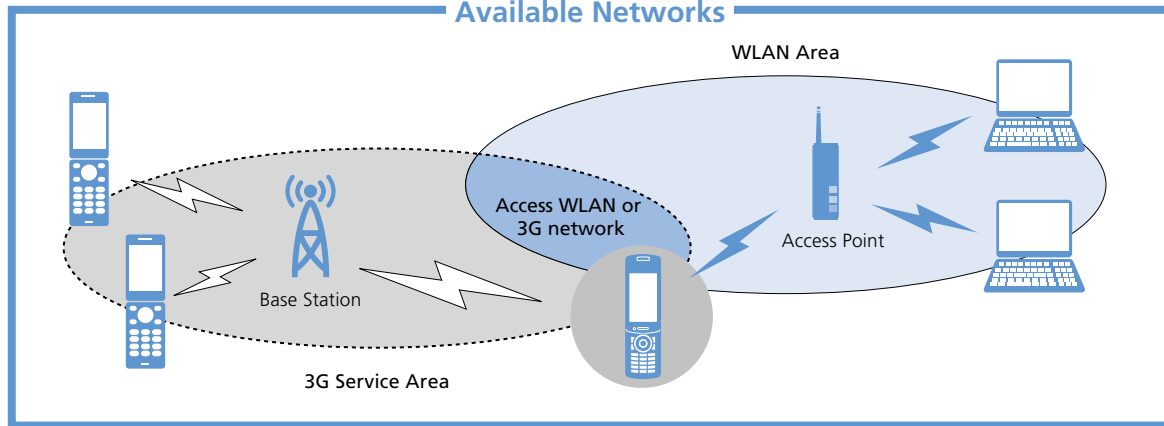 Available Networks
WLAN Area
Access WLAN or
3G network
Access Point
Base Station
3G Service Area